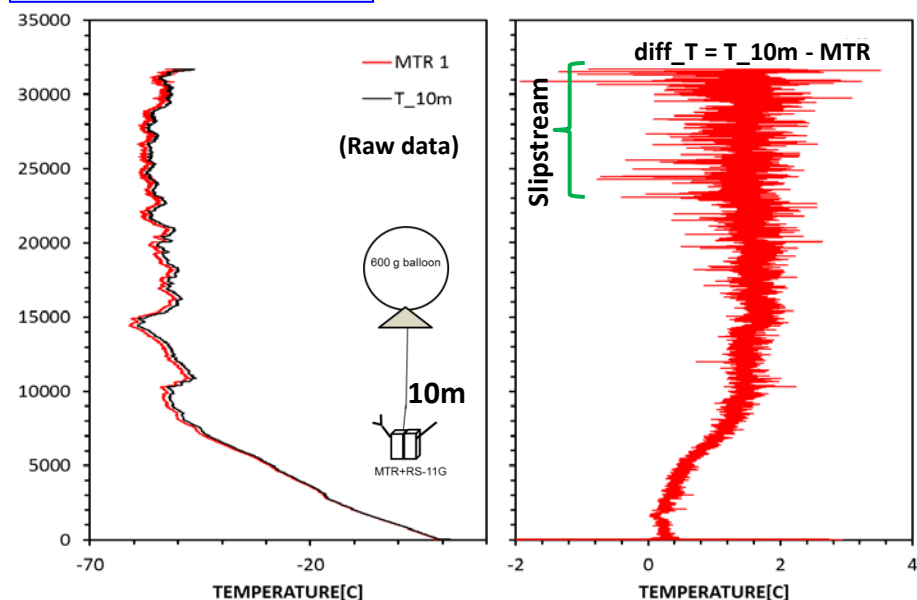 35000
30000
25000
20000
15000
10000
5000
0
MTR 1
T_10m
(Raw data)
600 g balloon
10m
MTR+RS-11G
-70
-20
TEMPERATURE[C]
diff_T = T_10m - MTR
Slipstream
-2
0
2
4
TEMPERATURE[C]